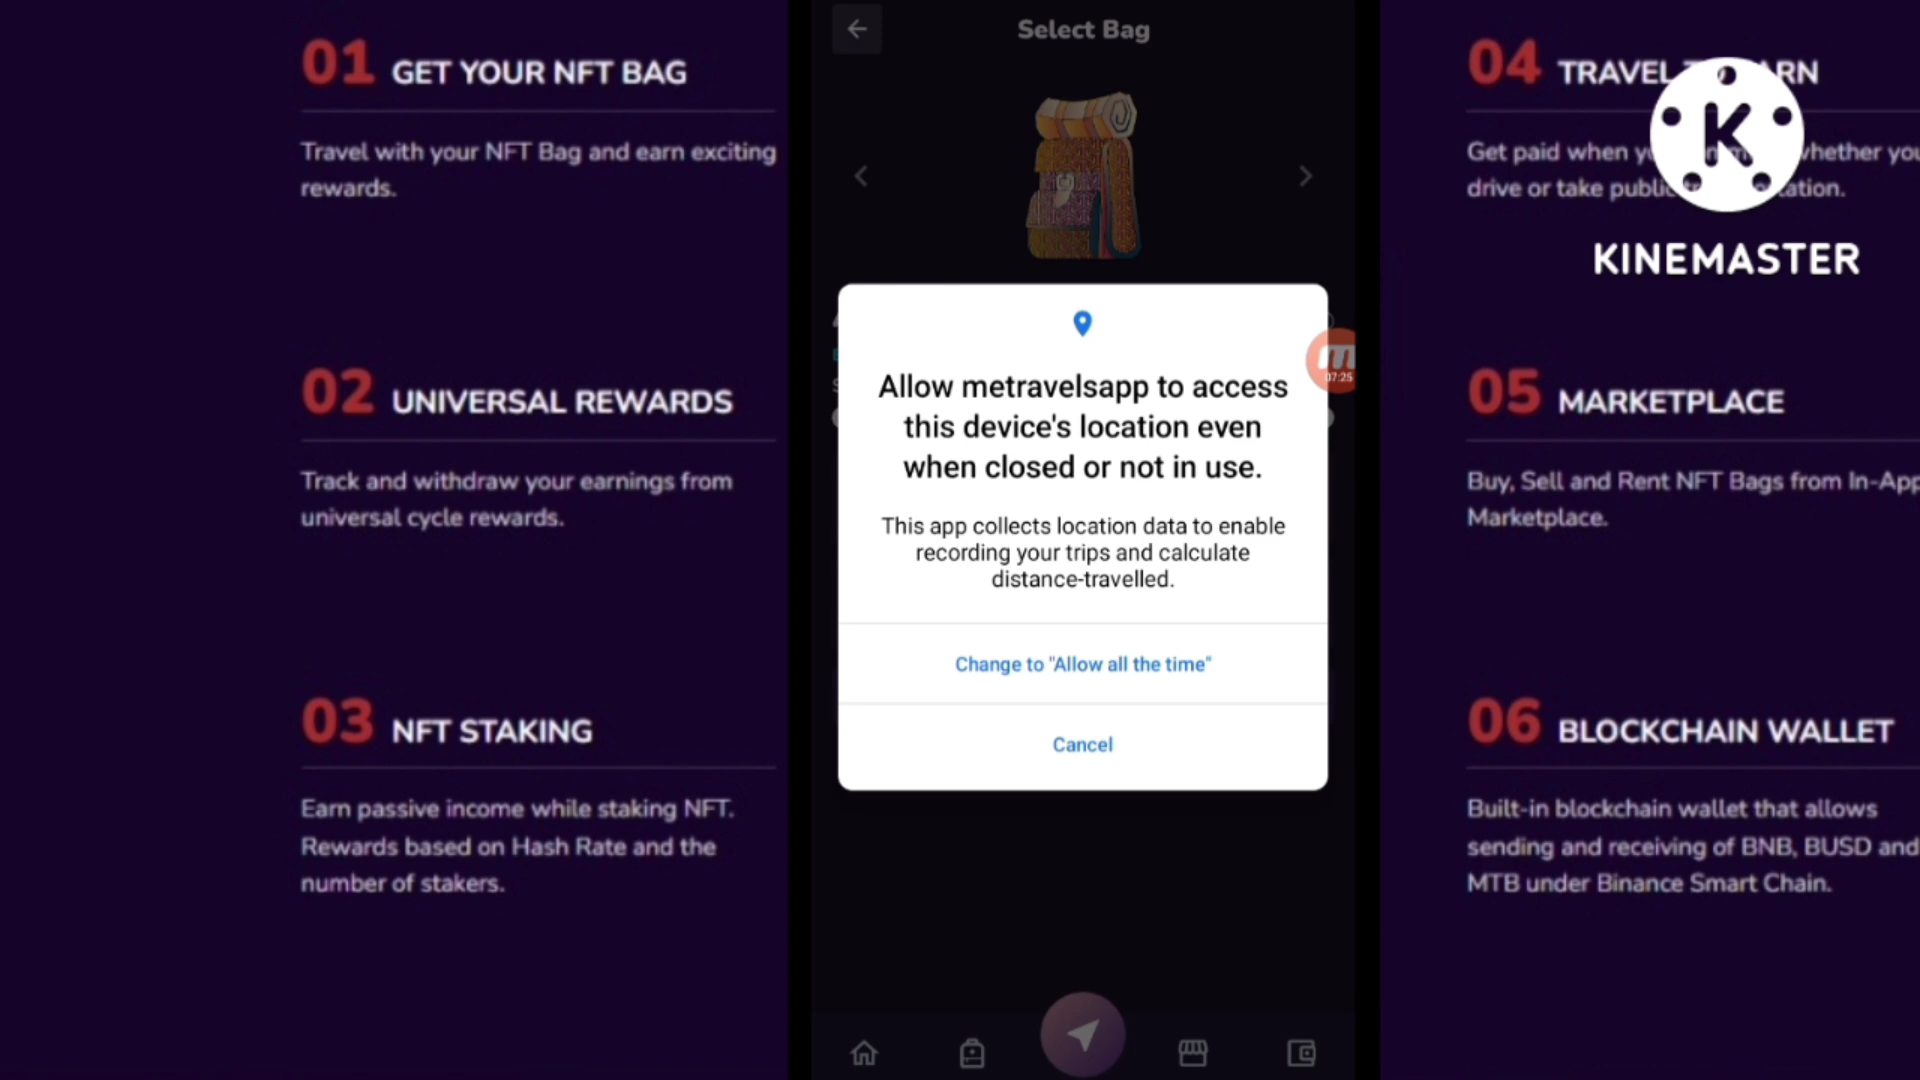 01 GET YOUR NFT BAG
Travel with your NFT Bag and earn exciting
rewards.
02 UNIVERSAL REWARDS
Track and withdraw your earnings from
universal cycle rewards.
03 NFT STAKING
Earn passive income while staking NFT.
Rewards based on Hash Rate and the
number of stakers.
Select Bag
Allow metravelsapp to access
this device's location even
when closed or not in use.
This app collects location data to enable
recording your trips and calculate
distance-travelled.
Change to "Allow all the time"
Cancel
m
07:25
04 TRAVEL
Get paid when
drive or take
K
KINEMASTER
05 MARKETPLACE
Buy, Sell and Rent NFT Bags from In-App
Marketplace.
06 BLOCKCHAIN WALLET
Built-in blockchain wallet that allows
sending and receiving of BNB, BUSD and
MTB under Binance Smart Chain.